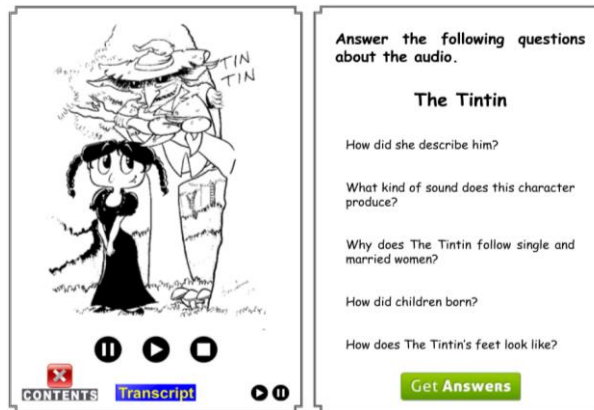 TIN
TIN
CONTENTS
Transcript
Answer the following questions
about the audio.
The Tintin
How did she describe him?
What kind of sound does this character
produce?
Why does The Tintin follow single and
married women?
How did children born?
How does The Tintin's feet look like?
Get Answers